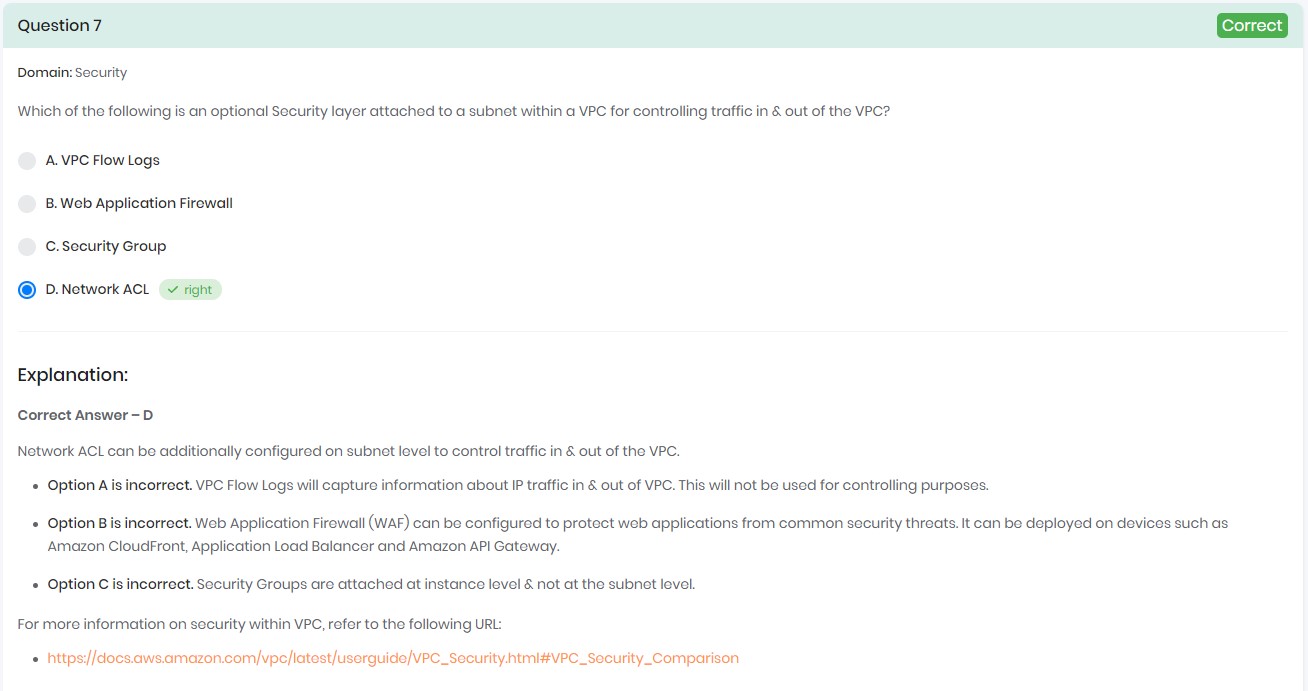 Question 7
Correct
Domain: Security
Which of the following is an optional Security layer attached to a subnet within a VPC for controlling traffic in & out of the VPC?
A. VPC Flow Logs
B. Web Application Firewall
C. Security Group
D. Network ACL
right
Explanation:
Correct Answer – D
Network ACL can be additionally configured on subnet level to control traffic in & out of the VPC.
• Option A is incorrect. VPC Flow Logs will capture information about IP traffic in & out of VPC. This will not be used for controlling purposes.
• Option B is incorrect. Web Application Firewall (WAF) can be configured to protect web applications from common security threats. It can be deployed on devices such as
Amazon CloudFront, Application Load Balancer and Amazon API Gateway.
• Option C is incorrect. Security Groups are attached at instance level & not at the subnet level.
For more information on security within VPC, refer to the following URL:
• https://docs.aws.amazon.com/vpc/latest/userguide/VPC_Security.html#VPC_Security_Comparison